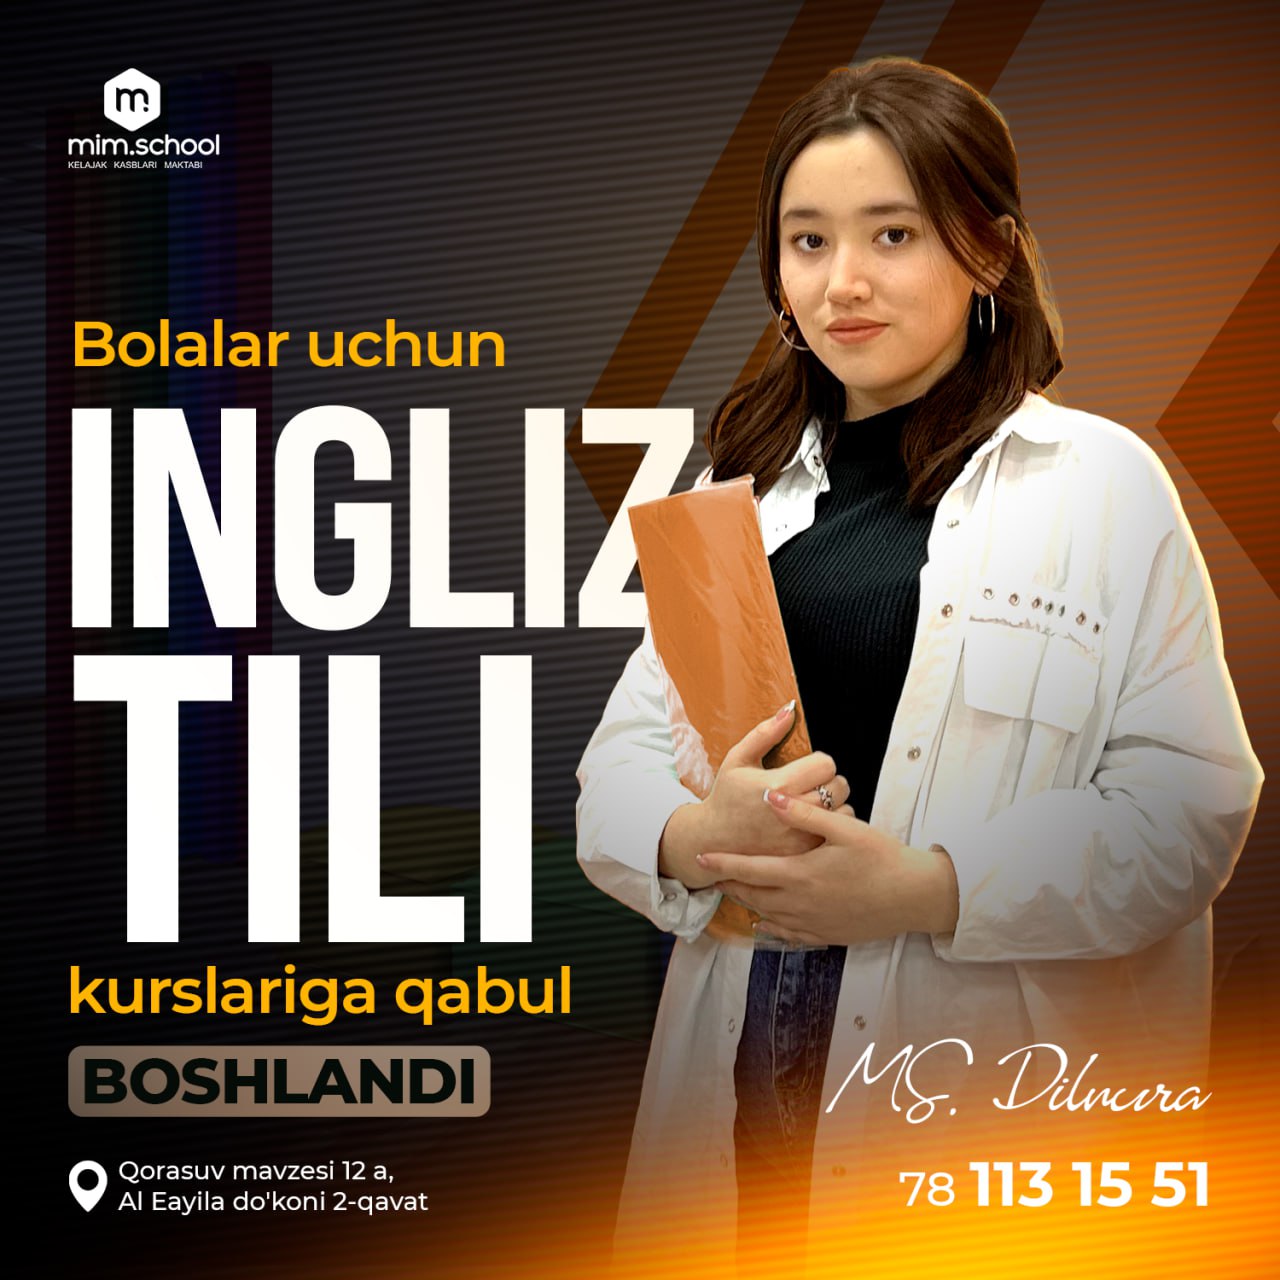 m.
mim.school
KELAJAK KASBLARI MAKTABI
Bolalar uchun
INGLIZ
TILI
kurslariga qabul
BOSHLANDI
Qorasuv mavzesi 12 a,
Al Eayila do'koni 2-qavat
MS. Dilnura
78 113 15 51